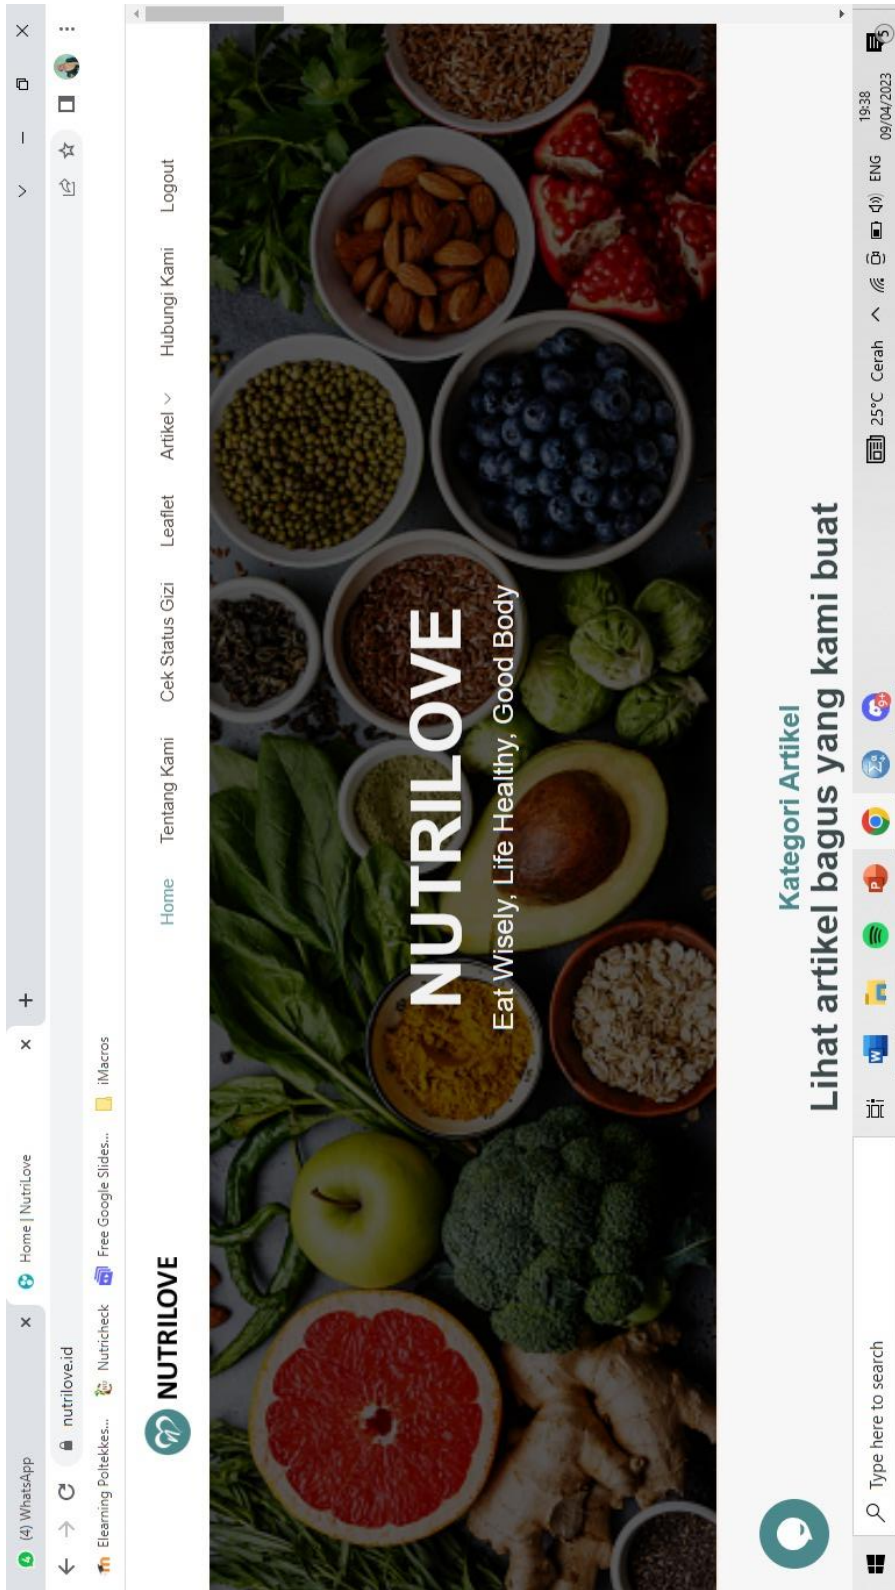 (4) WhatsApp
Home | NutriLove
nutrilove.id
Elearning Poltekkes...
Nutricheck
Free Google Slides...
iMacros
NUTRILOVE
Home
Tentang Kami
Cek Status Gizi
Leaflet
Artikel
Hubungi Kami
Logout
NUTRILOVE
Eat Wisely, Life Healthy, Good Body
Kategori Artikel
Lihat artikel bagus yang kami buat
Type here to search
9+
25°C Cerah
ENG
19:38
09/04/2023
5